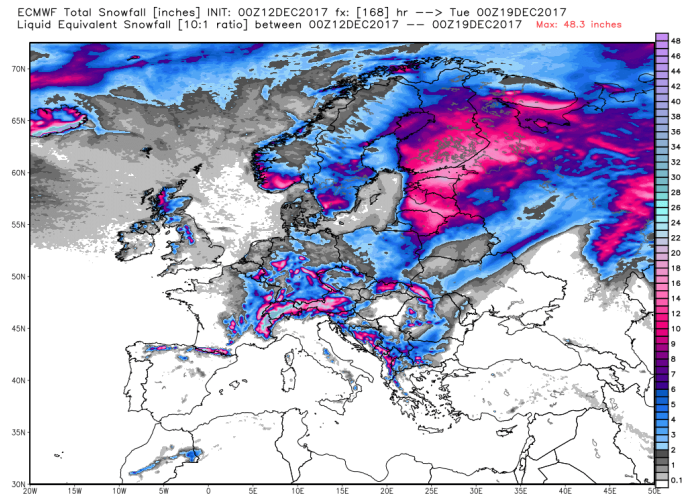 ECMWF Total Snowfall [inches] INIT: 00Z12DEC2017 fx: [168] hr --> Tue 00Z19DEC2017
Liquid Equivalent Snowfall [10:1 ratio] between 00Z12DEC2017 -- 00Z19DEC2017 Max: 48.3 inches
70N
65N
60N
55N
50N
45N
40N
35N
30N
20W 15W 10W 5W 0 5E 10E 15E 20E 25E 30E 35E 40E 45E 50E
48
46
44
42
40
38
36
34
32
30
28
26
24
22
20
18
16
14
12
10
9
8
7
6
5
4
3
2
1
0.1